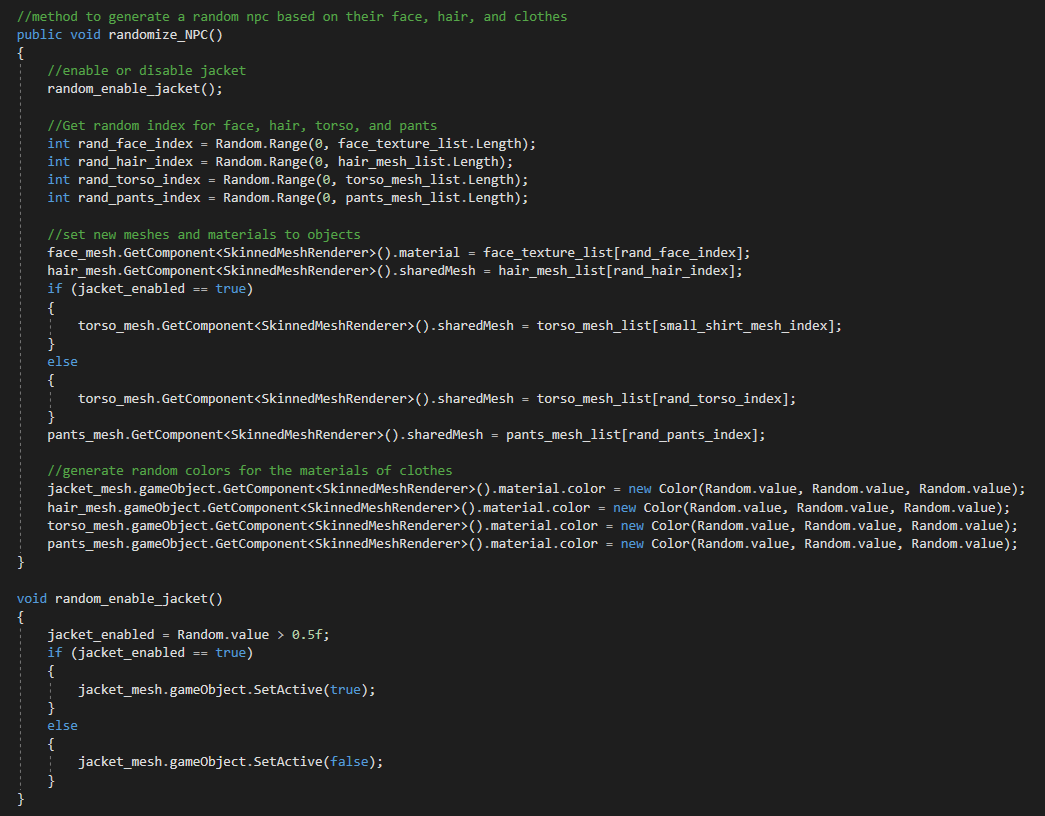 //method to generate a random npc based on their face, hair, and clothes
public void randomize_NPC()
{
    //enable or disable jacket
    random_enable_jacket();

    //Get random index for face, hair, torso, and pants
    int rand_face_index = Random.Range(0, face_texture_list.Length);
    int rand_hair_index = Random.Range(0, hair_mesh_list.Length);
    int rand_torso_index = Random.Range(0, torso_mesh_list.Length);
    int rand_pants_index = Random.Range(0, pants_mesh_list.Length);

    //set new meshes and materials to objects
    face_mesh.GetComponent<SkinnedMeshRenderer>().material = face_texture_list[rand_face_index];
    hair_mesh.GetComponent<SkinnedMeshRenderer>().sharedMesh = hair_mesh_list[rand_hair_index];
    if (jacket_enabled == true)
    {
        torso_mesh.GetComponent<SkinnedMeshRenderer>().sharedMesh = torso_mesh_list[small_shirt_mesh_index];
    }
    else
    {
        torso_mesh.GetComponent<SkinnedMeshRenderer>().sharedMesh = torso_mesh_list[rand_torso_index];
    }
    pants_mesh.GetComponent<SkinnedMeshRenderer>().sharedMesh = pants_mesh_list[rand_pants_index];

    //generate random colors for the materials of clothes
    jacket_mesh.gameObject.GetComponent<SkinnedMeshRenderer>().material.color = new Color(Random.value, Random.value, Random.value);
    hair_mesh.gameObject.GetComponent<SkinnedMeshRenderer>().material.color = new Color(Random.value, Random.value, Random.value);
    torso_mesh.gameObject.GetComponent<SkinnedMeshRenderer>().material.color = new Color(Random.value, Random.value, Random.value);
    pants_mesh.gameObject.GetComponent<SkinnedMeshRenderer>().material.color = new Color(Random.value, Random.value, Random.value);
}

void random_enable_jacket()
{
    jacket_enabled = Random.value > 0.5f;
    if (jacket_enabled == true)
    {
        jacket_mesh.gameObject.SetActive(true);
    }
    else
    {
        jacket_mesh.gameObject.SetActive(false);
    }
}